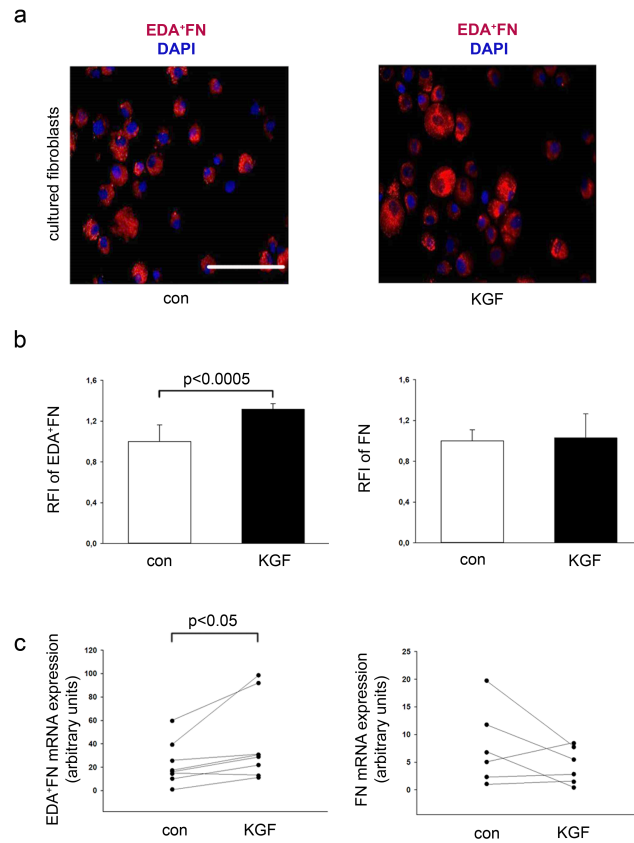 a
EDA⁺FN
DAPI
EDA⁺FN
DAPI
cultured fibroblasts
con
KGF
b
p<0.0005
RFI of EDA⁺FN
1,6
1,2
0,8
0,4
0,0
con
KGF
RFI of FN
1,6
1,2
0,8
0,4
0,0
con
KGF
c
p<0.05
EDA⁺FN mRNA expression
(arbitrary units)
120
100
80
60
40
20
0
con
KGF
FN mRNA expression
(arbitrary units)
25
20
15
10
5
0
con
KGF